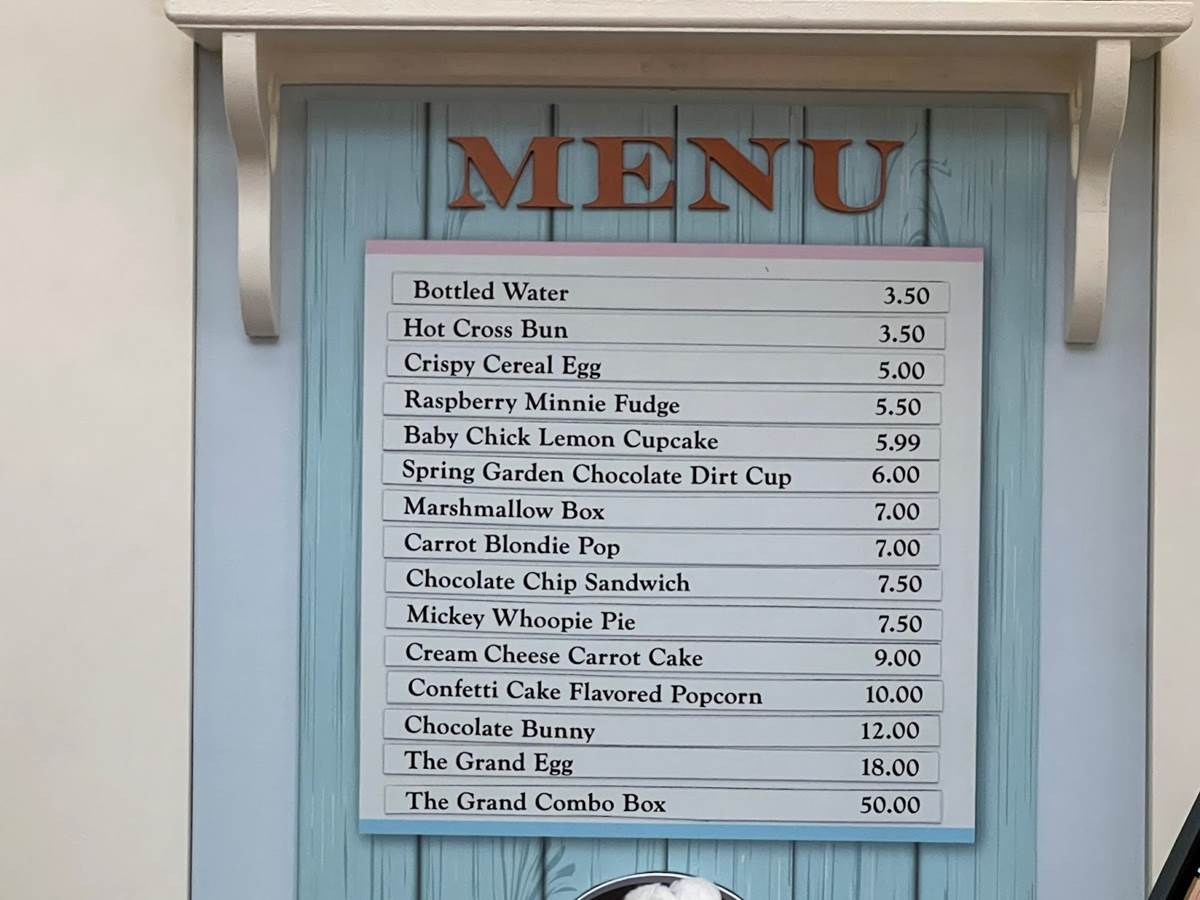 MENU
Bottled Water 3.50
Hot Cross Bun 3.50
Crispy Cereal Egg 5.00
Raspberry Minnie Fudge 5.50
Baby Chick Lemon Cupcake 5.99
Spring Garden Chocolate Dirt Cup 6.00
Marshmallow Box 7.00
Carrot Blondie Pop 7.00
Chocolate Chip Sandwich 7.50
Mickey Whoopie Pie 7.50
Cream Cheese Carrot Cake 9.00
Confetti Cake Flavored Popcorn 10.00
Chocolate Bunny 12.00
The Grand Egg 18.00
The Grand Combo Box 50.00